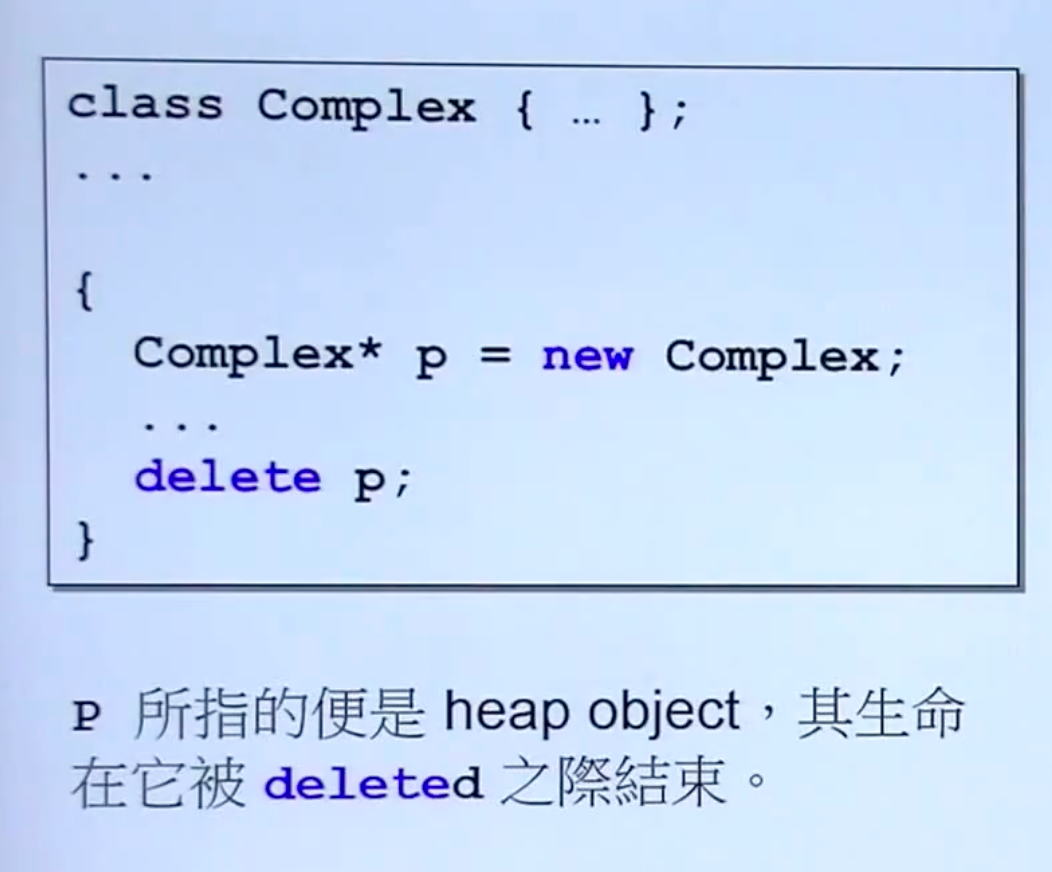 class Complex { … };
...
{
Complex* p = new Complex;
...
delete p;
}
P 所指的便是 heap object，其生命
在它被 deleted 之際結束。